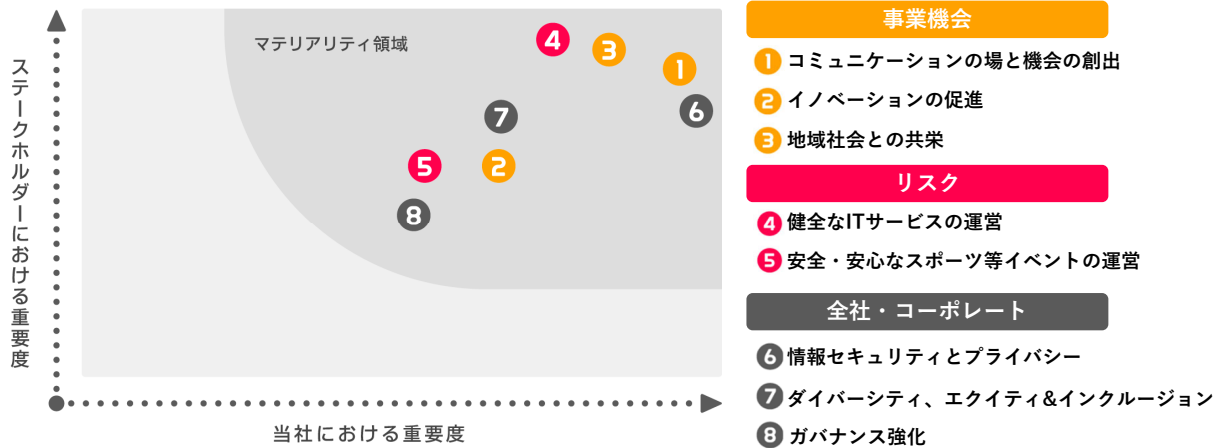 ステークホルダーにおける重要度
マテリアリティ領域
4
3
1
6
7
5
2
8
当社における重要度
事業機会
1 コミュニケーションの場と機会の創出
2 イノベーションの促進
3 地域社会との共栄
リスク
4 健全なITサービスの運営
5 安全・安心なスポーツ等イベントの運営
全社・コーポレート
6 情報セキュリティとプライバシー
7 ダイバーシティ、エクイティ&インクルージョン
8 ガバナンス強化